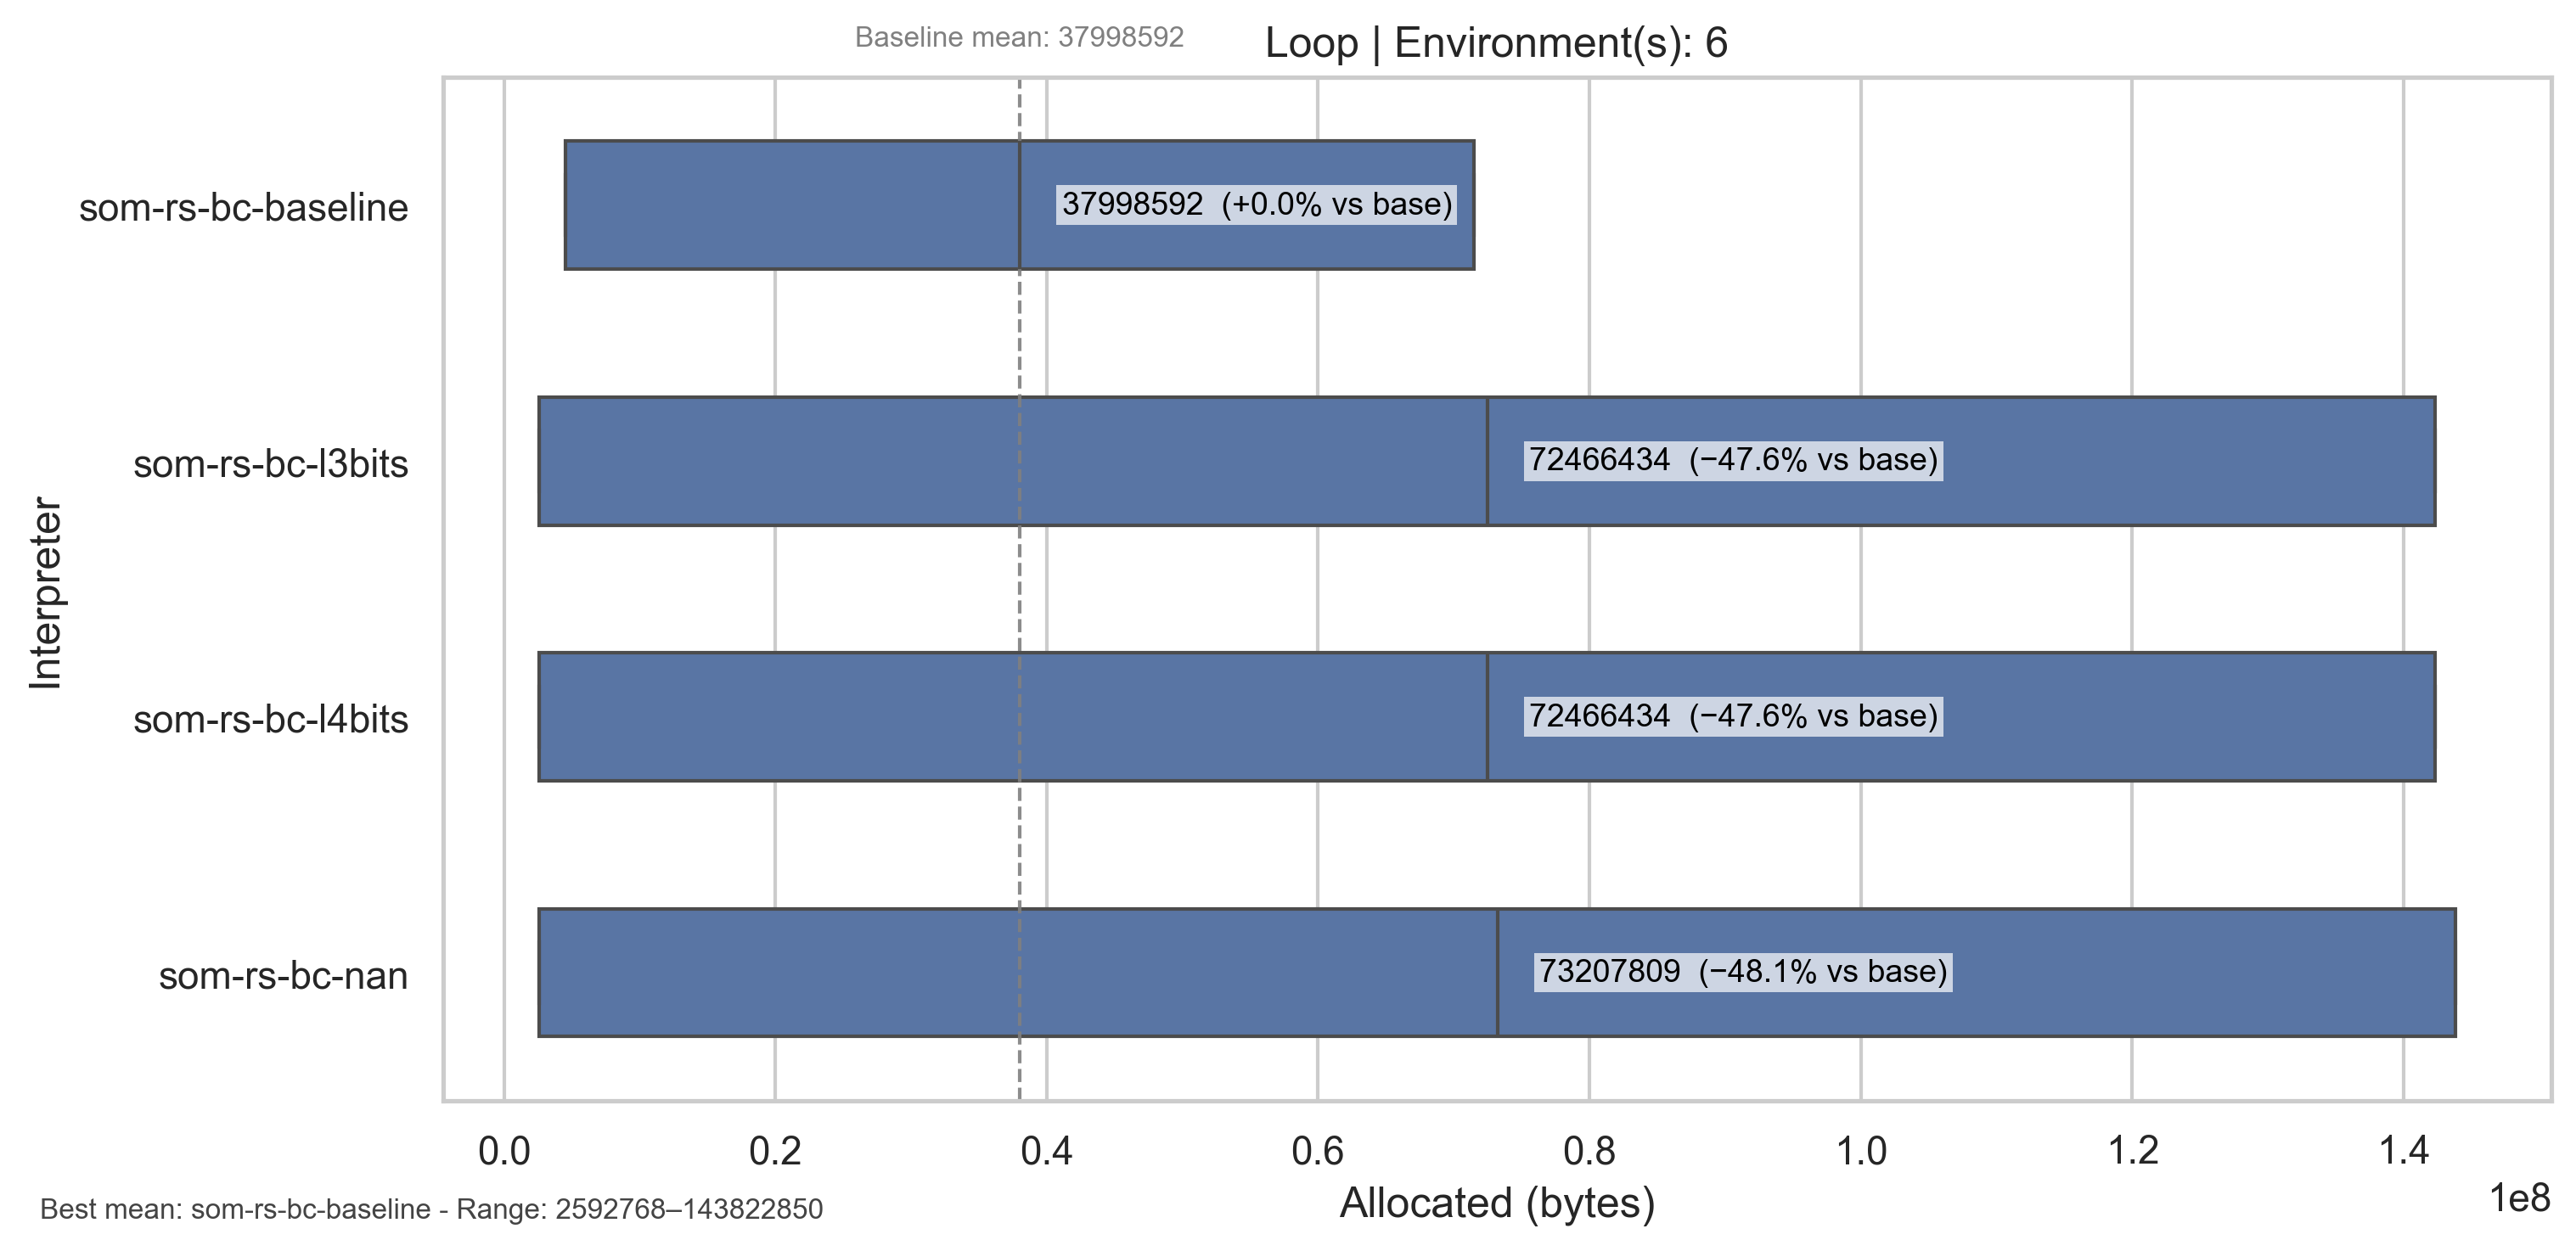 Baseline mean: 37998592
Loop | Environment(s): 6
som-rs-bc-baseline
37998592  (+0.0% vs base)
som-rs-bc-l3bits
72466434  (−47.6% vs base)
Interpreter
som-rs-bc-l4bits
72466434  (−47.6% vs base)
som-rs-bc-nan
73207809  (−48.1% vs base)
0.0 0.2 0.4 0.6 0.8 1.0 1.2 1.4
1e8
Allocated (bytes)
Best mean: som-rs-bc-baseline - Range: 2592768–143822850